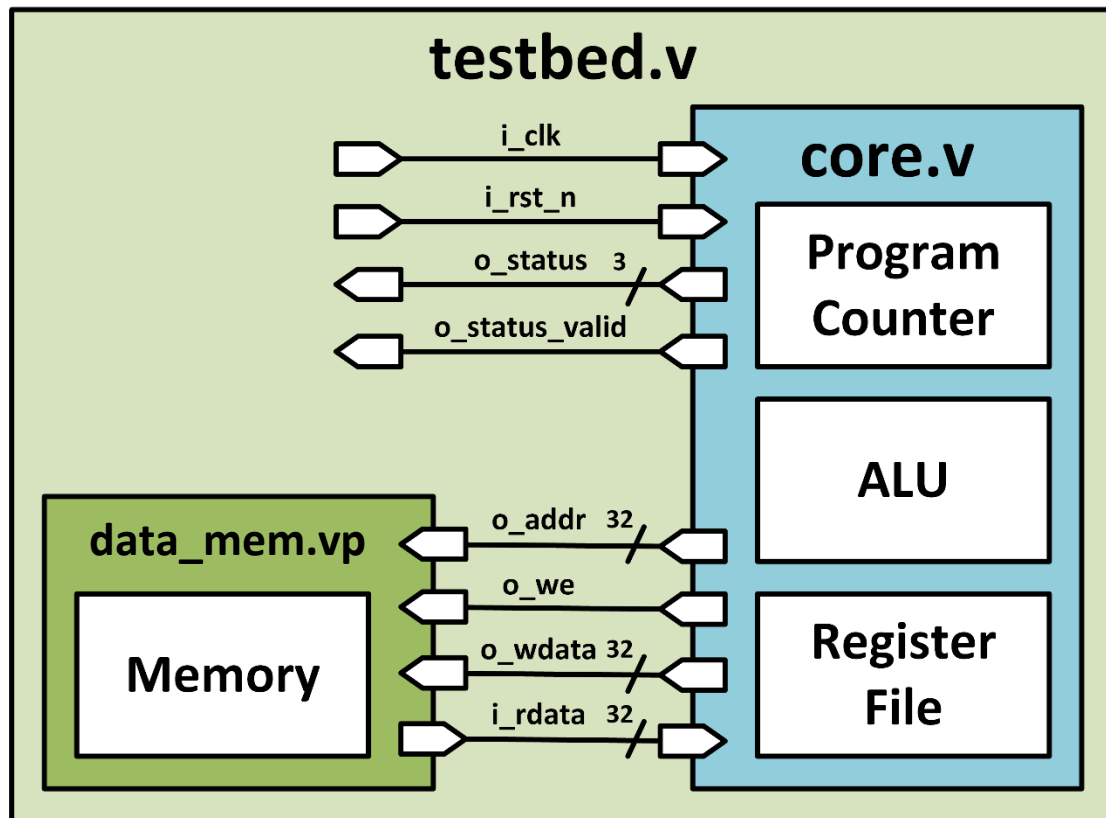 testbed.v
i_clk
i_rst_n
o_status 3
o_status_valid
core.v
Program
Counter
ALU
Register
File
data_mem.vp
Memory
o_addr 32
o_we
o_wdata 32
i_rdata 32